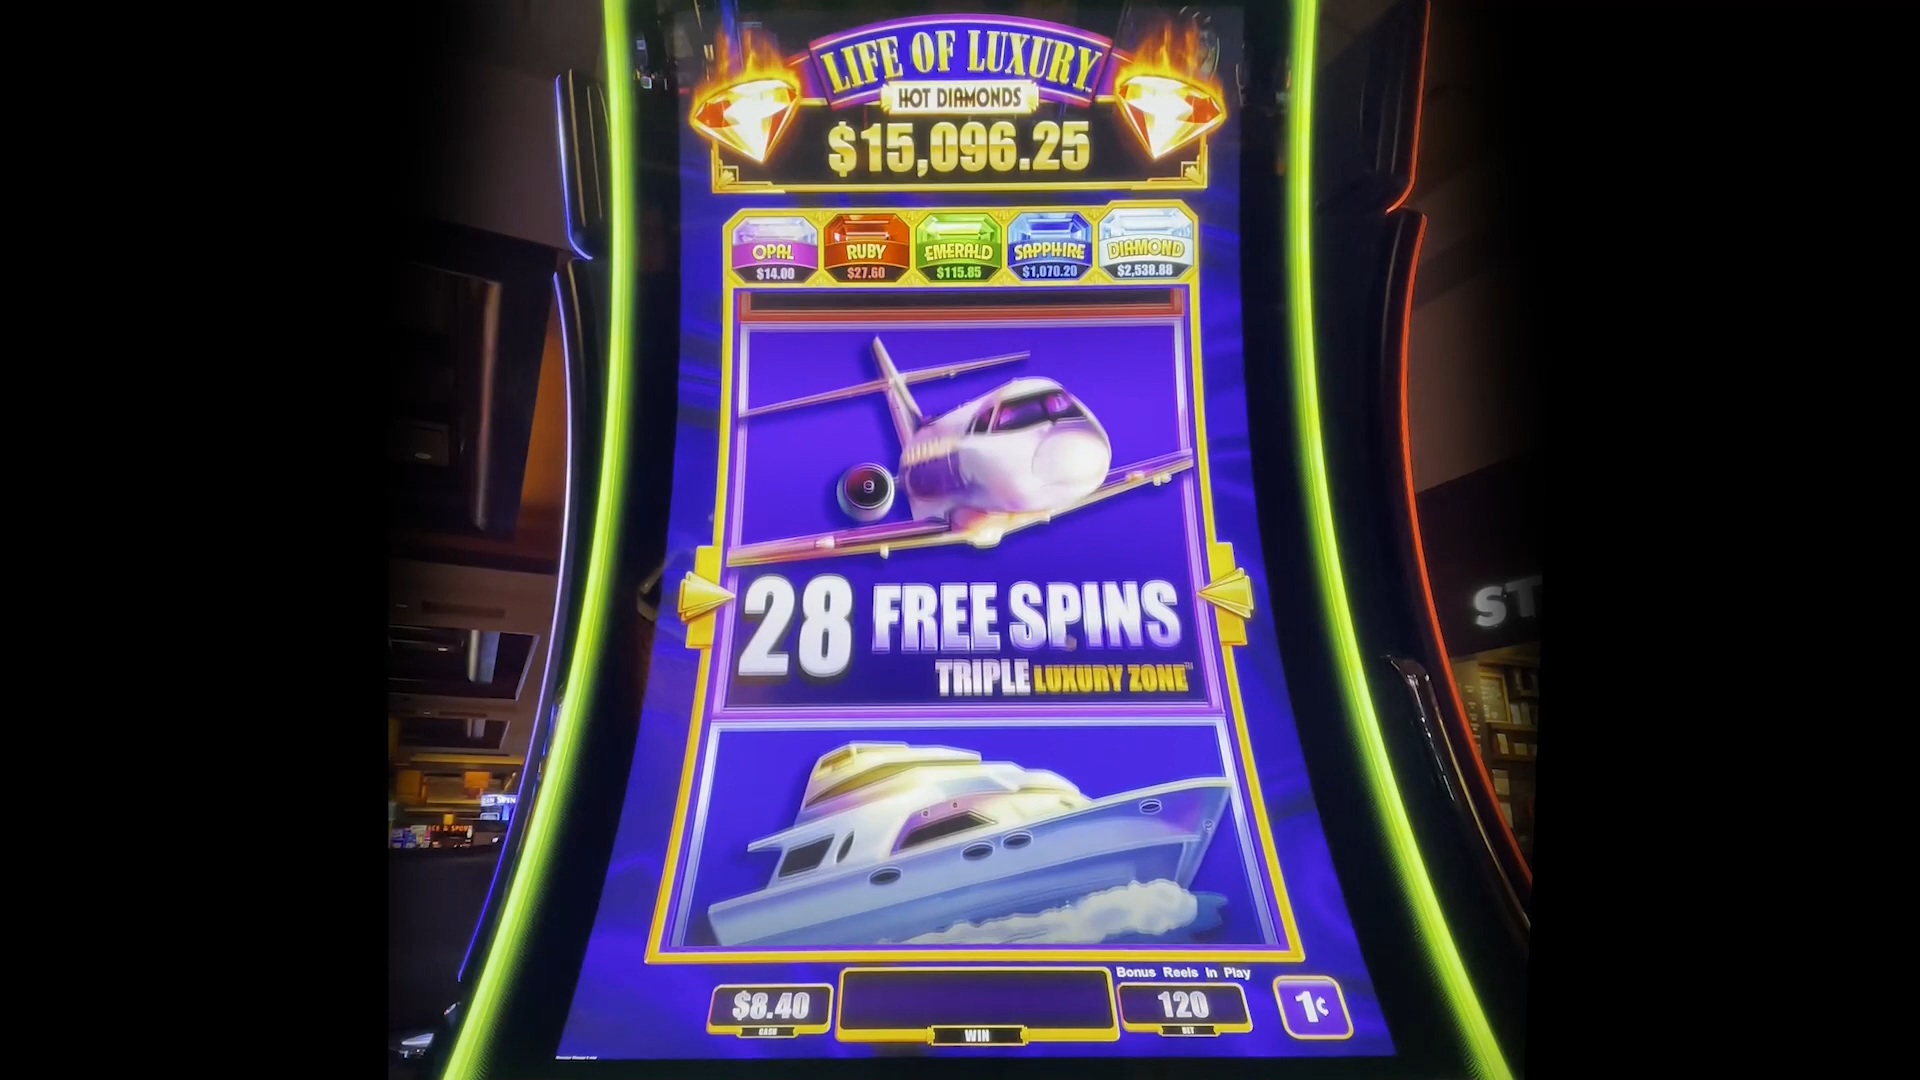 LIFE OF LUXURY
HOT DIAMONDS
$15,096.25
OPAL RUBY EMERALD SAPPHIRE DIAMOND
$14.00 $27.60 $115.85 $1,070.20 $2,538.88
28 FREE SPINS
TRIPLE LUXURY ZONE™
Bonus Reels In Play
$8.40 120 1¢
CASH WIN BET
ST